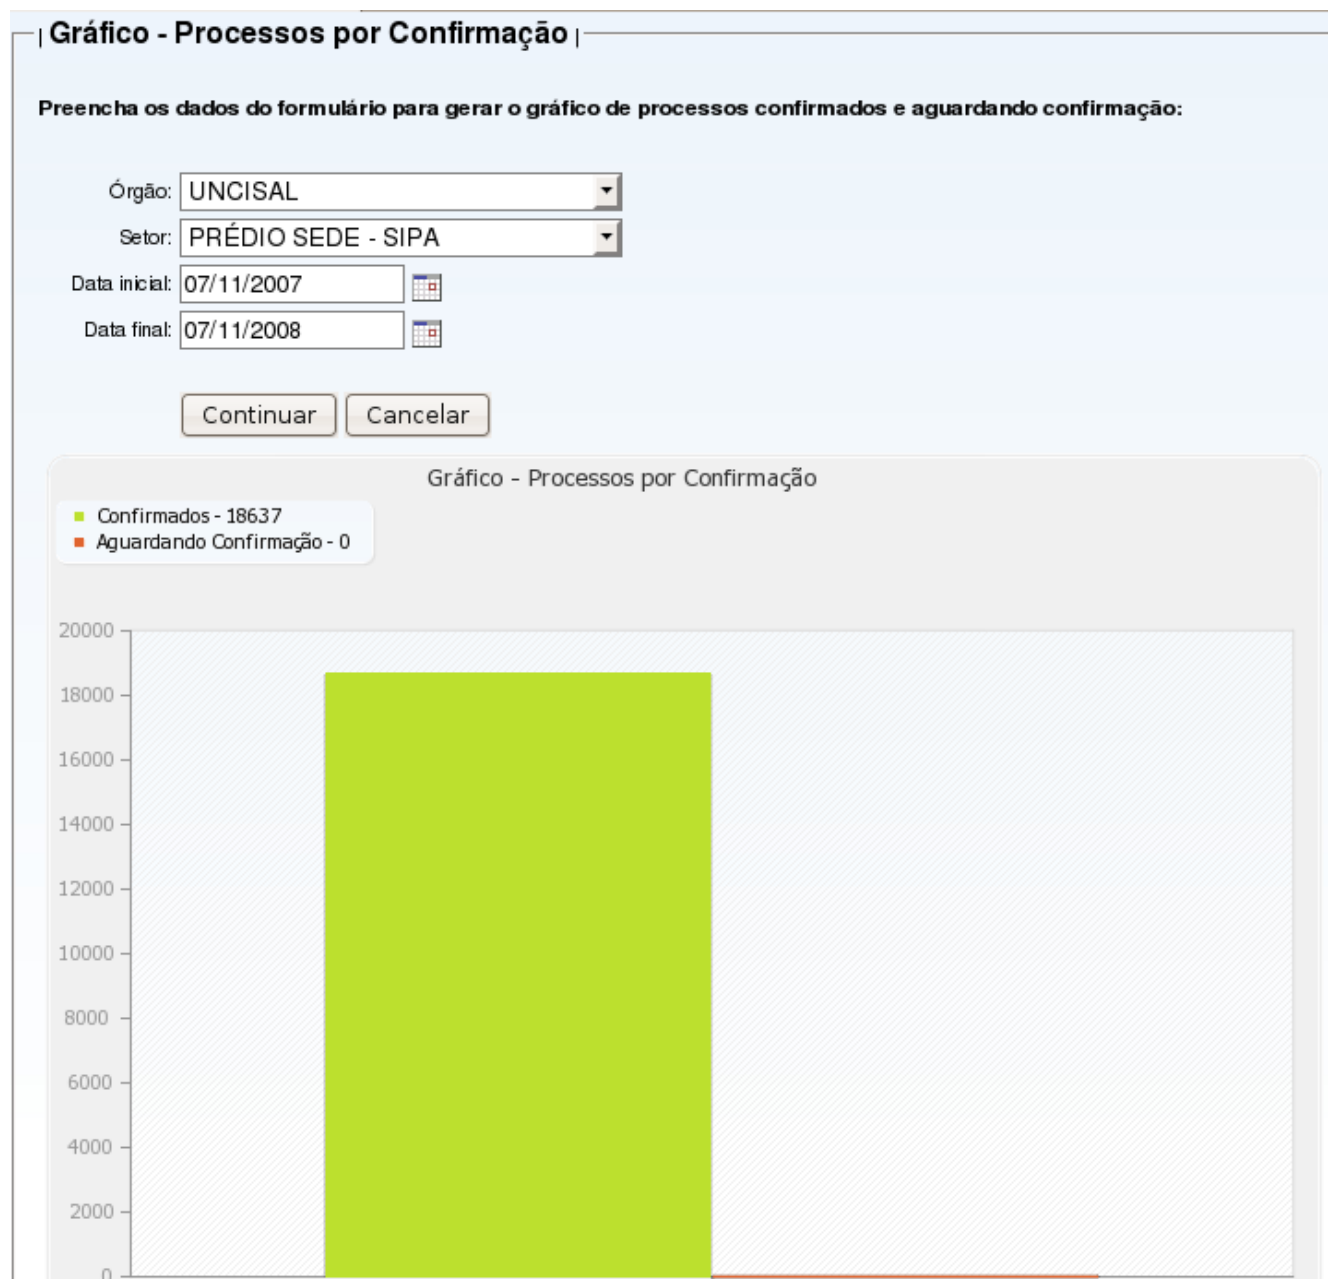 Gráfico - Processos por Confirmação
Preencha os dados do formulário para gerar o gráfico de processos confirmados e aguardando confirmação:
Órgão: UNCISAL
Setor: PRÉDIO SEDE - SIPA
Data inicial: 07/11/2007
Data final: 07/11/2008
Continuar Cancelar
Gráfico - Processos por Confirmação
Confirmados - 18637
Aguardando Confirmação - 0
20000
18000
16000
14000
12000
10000
8000
6000
4000
2000
0